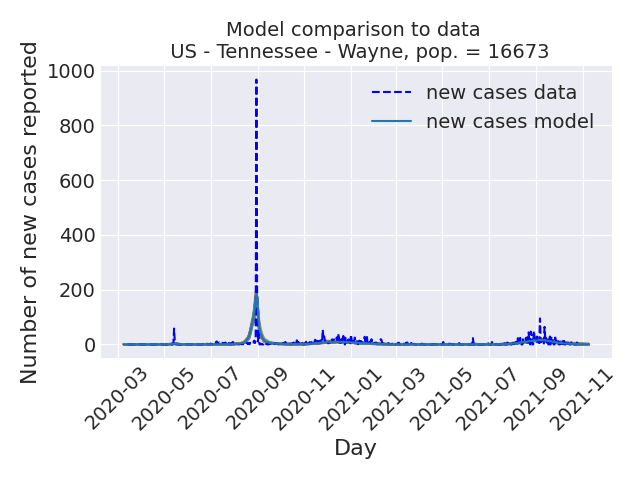 Model comparison to data
US - Tennessee - Wayne, pop. = 16673
Number of new cases reported
1000
800
600
400
200
0
new cases data
new cases model
2020-03
2020-05
2020-07
2020-09
2020-11
2021-01
2021-03
2021-05
2021-07
2021-09
2021-11
Day